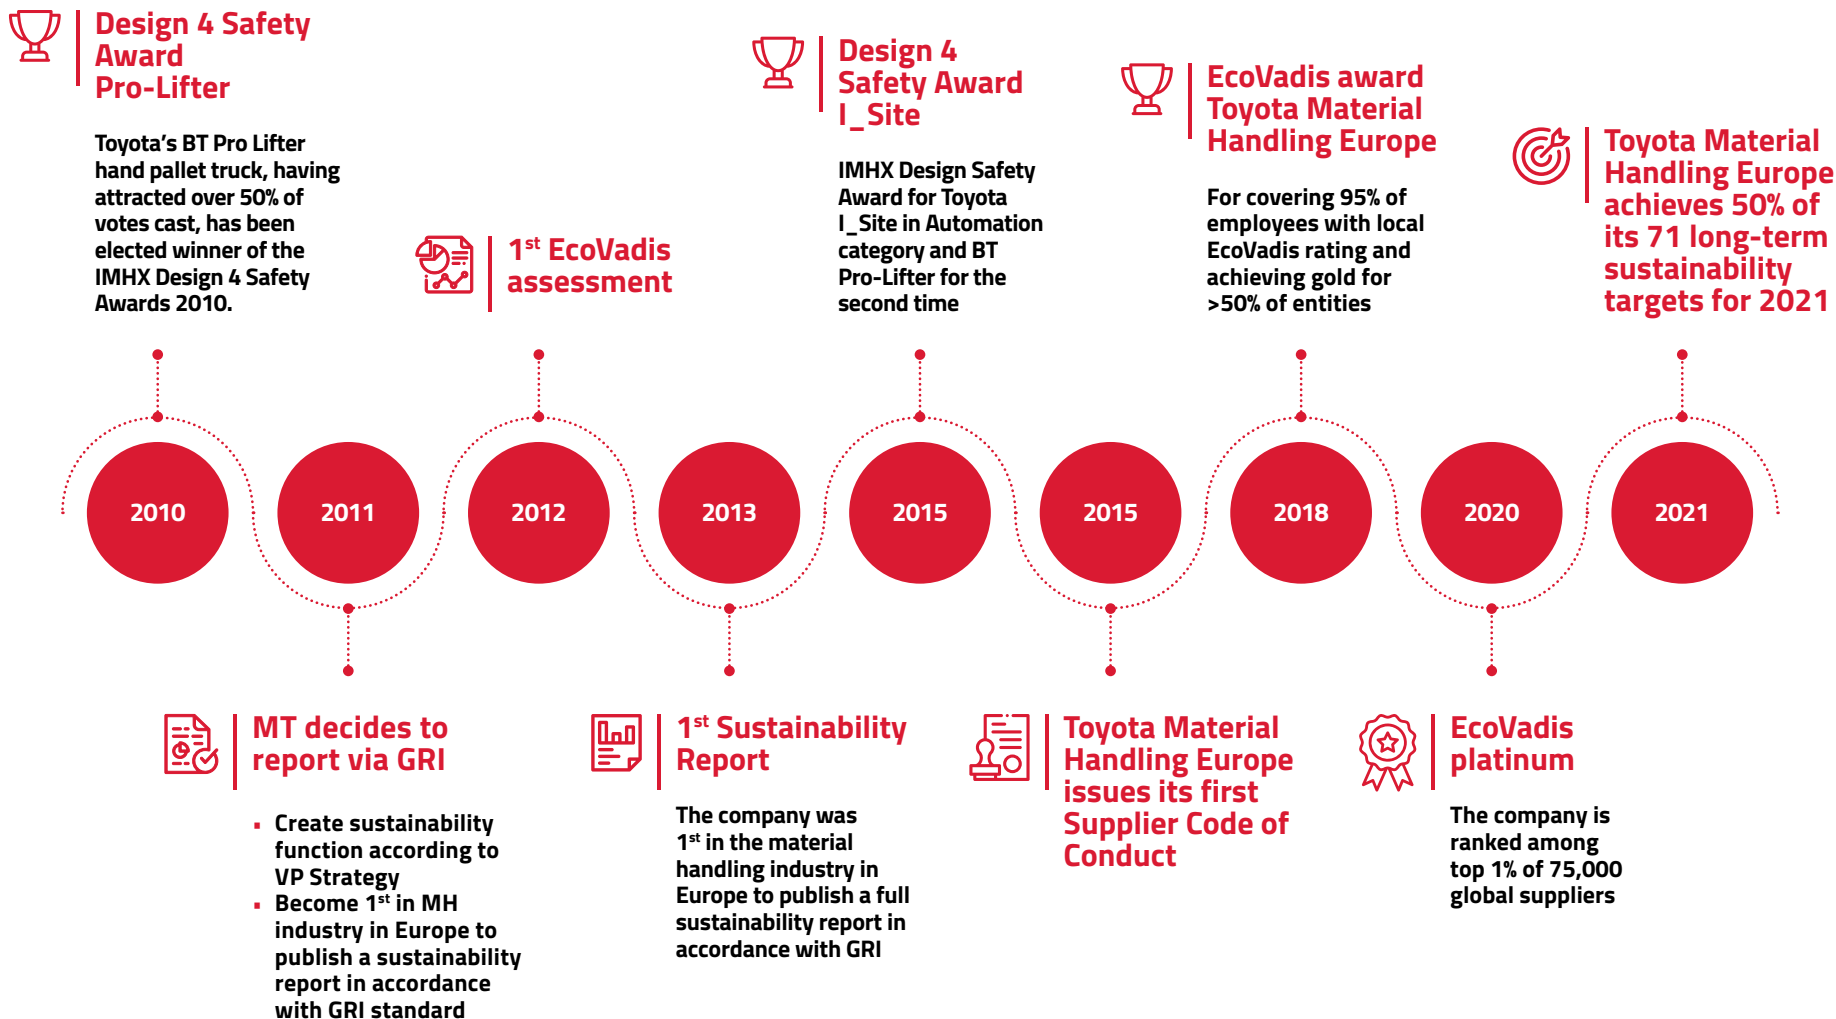 Design 4 Safety
Award
Pro-Lifter
Toyota's BT Pro Lifter
hand pallet truck, having
attracted over 50% of
votes cast, has been
elected winner of the
IMHX Design 4 Safety
Awards 2010.
1st EcoVadis
assessment
Design 4
Safety Award
I_Site
IMHX Design Safety
Award for Toyota
I_Site in Automation
category and BT
Pro-Lifter for the
second time
EcoVadis award
Toyota Material
Handling Europe
For covering 95% of
employees with local
EcoVadis rating and
achieving gold for
>50% of entities
Toyota Material
Handling Europe
achieves 50% of
its 71 long-term
sustainability
targets for 2021
2010
2011
2012
2013
2015
2015
2018
2020
2021
MT decides to
report via GRI
▪ Create sustainability
function according to
VP Strategy
▪ Become 1st in MH
industry in Europe to
publish a sustainability
report in accordance
with GRI standard
1st Sustainability
Report
The company was
1st in the material
handling industry in
Europe to publish a full
sustainability report in
accordance with GRI
Toyota Material
Handling Europe
issues its first
Supplier Code of
Conduct
EcoVadis
platinum
The company is
ranked among
top 1% of 75,000
global suppliers